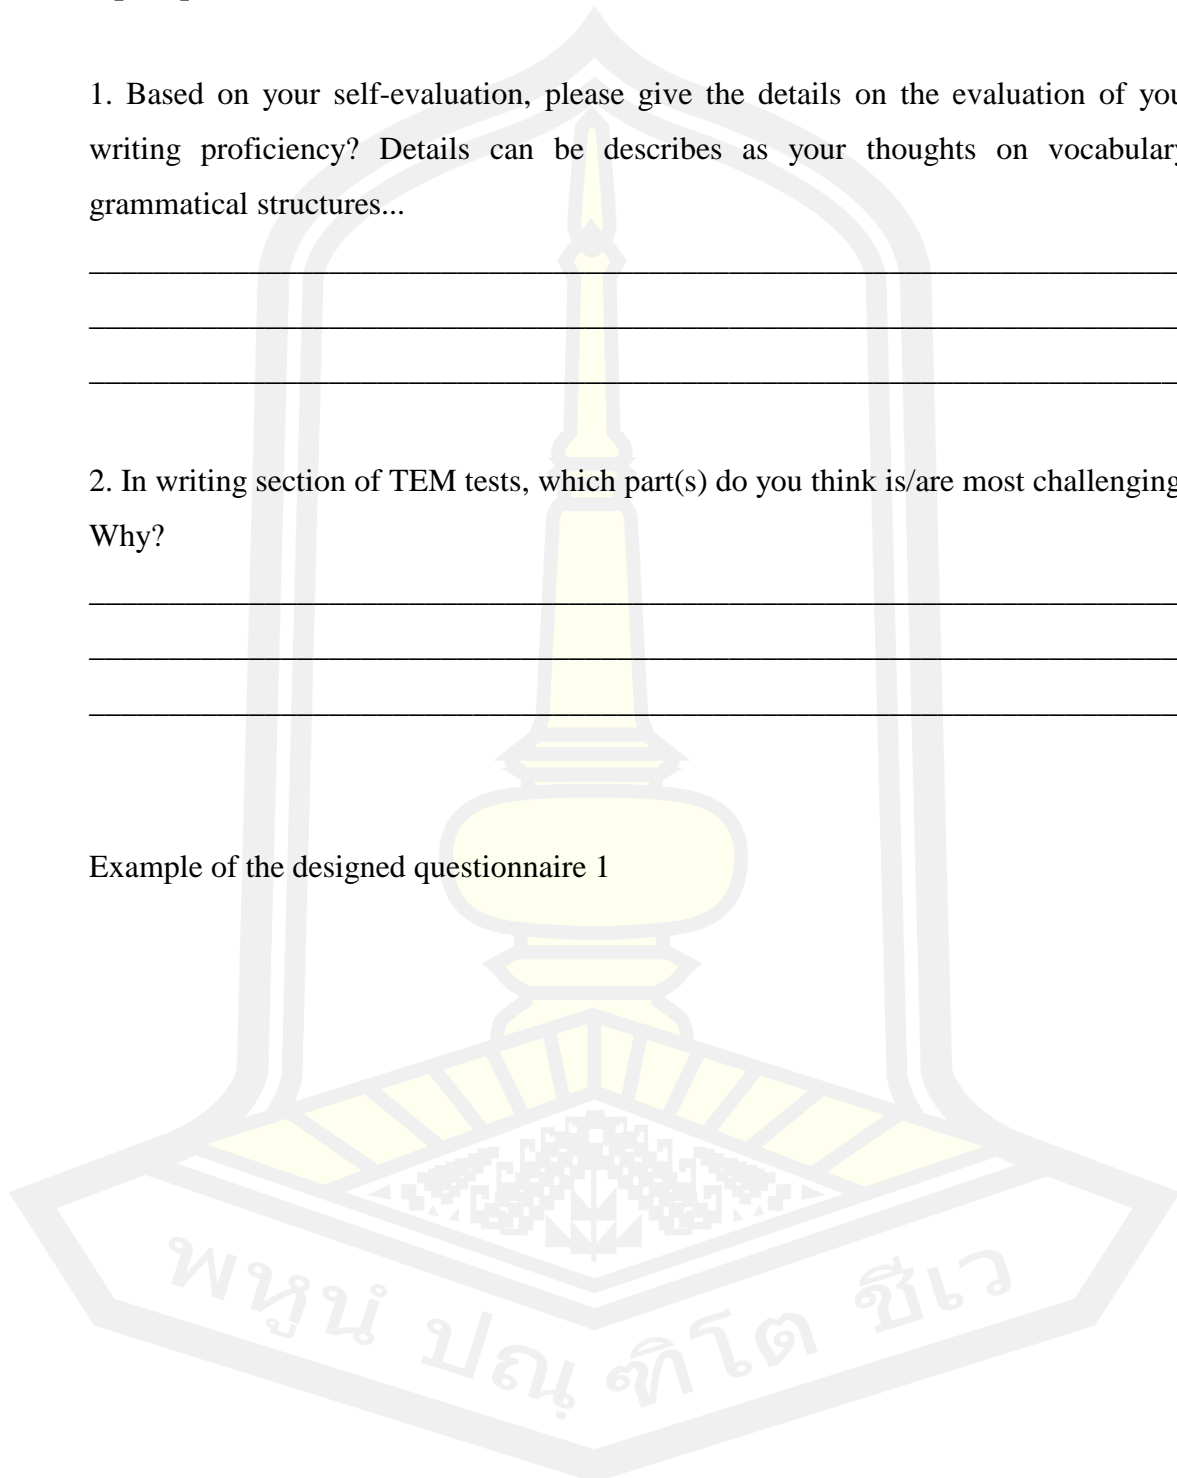 1. Based on your self-evaluation, please give the details on the evaluation of you
writing proficiency? Details can be describes as your thoughts on vocabulary
grammatical structures...
2. In writing section of TEM tests, which part(s) do you think is/are most challenging
Why?
Example of the designed questionnaire 1
พหูนํ ปณฺฑิโต ชีเว